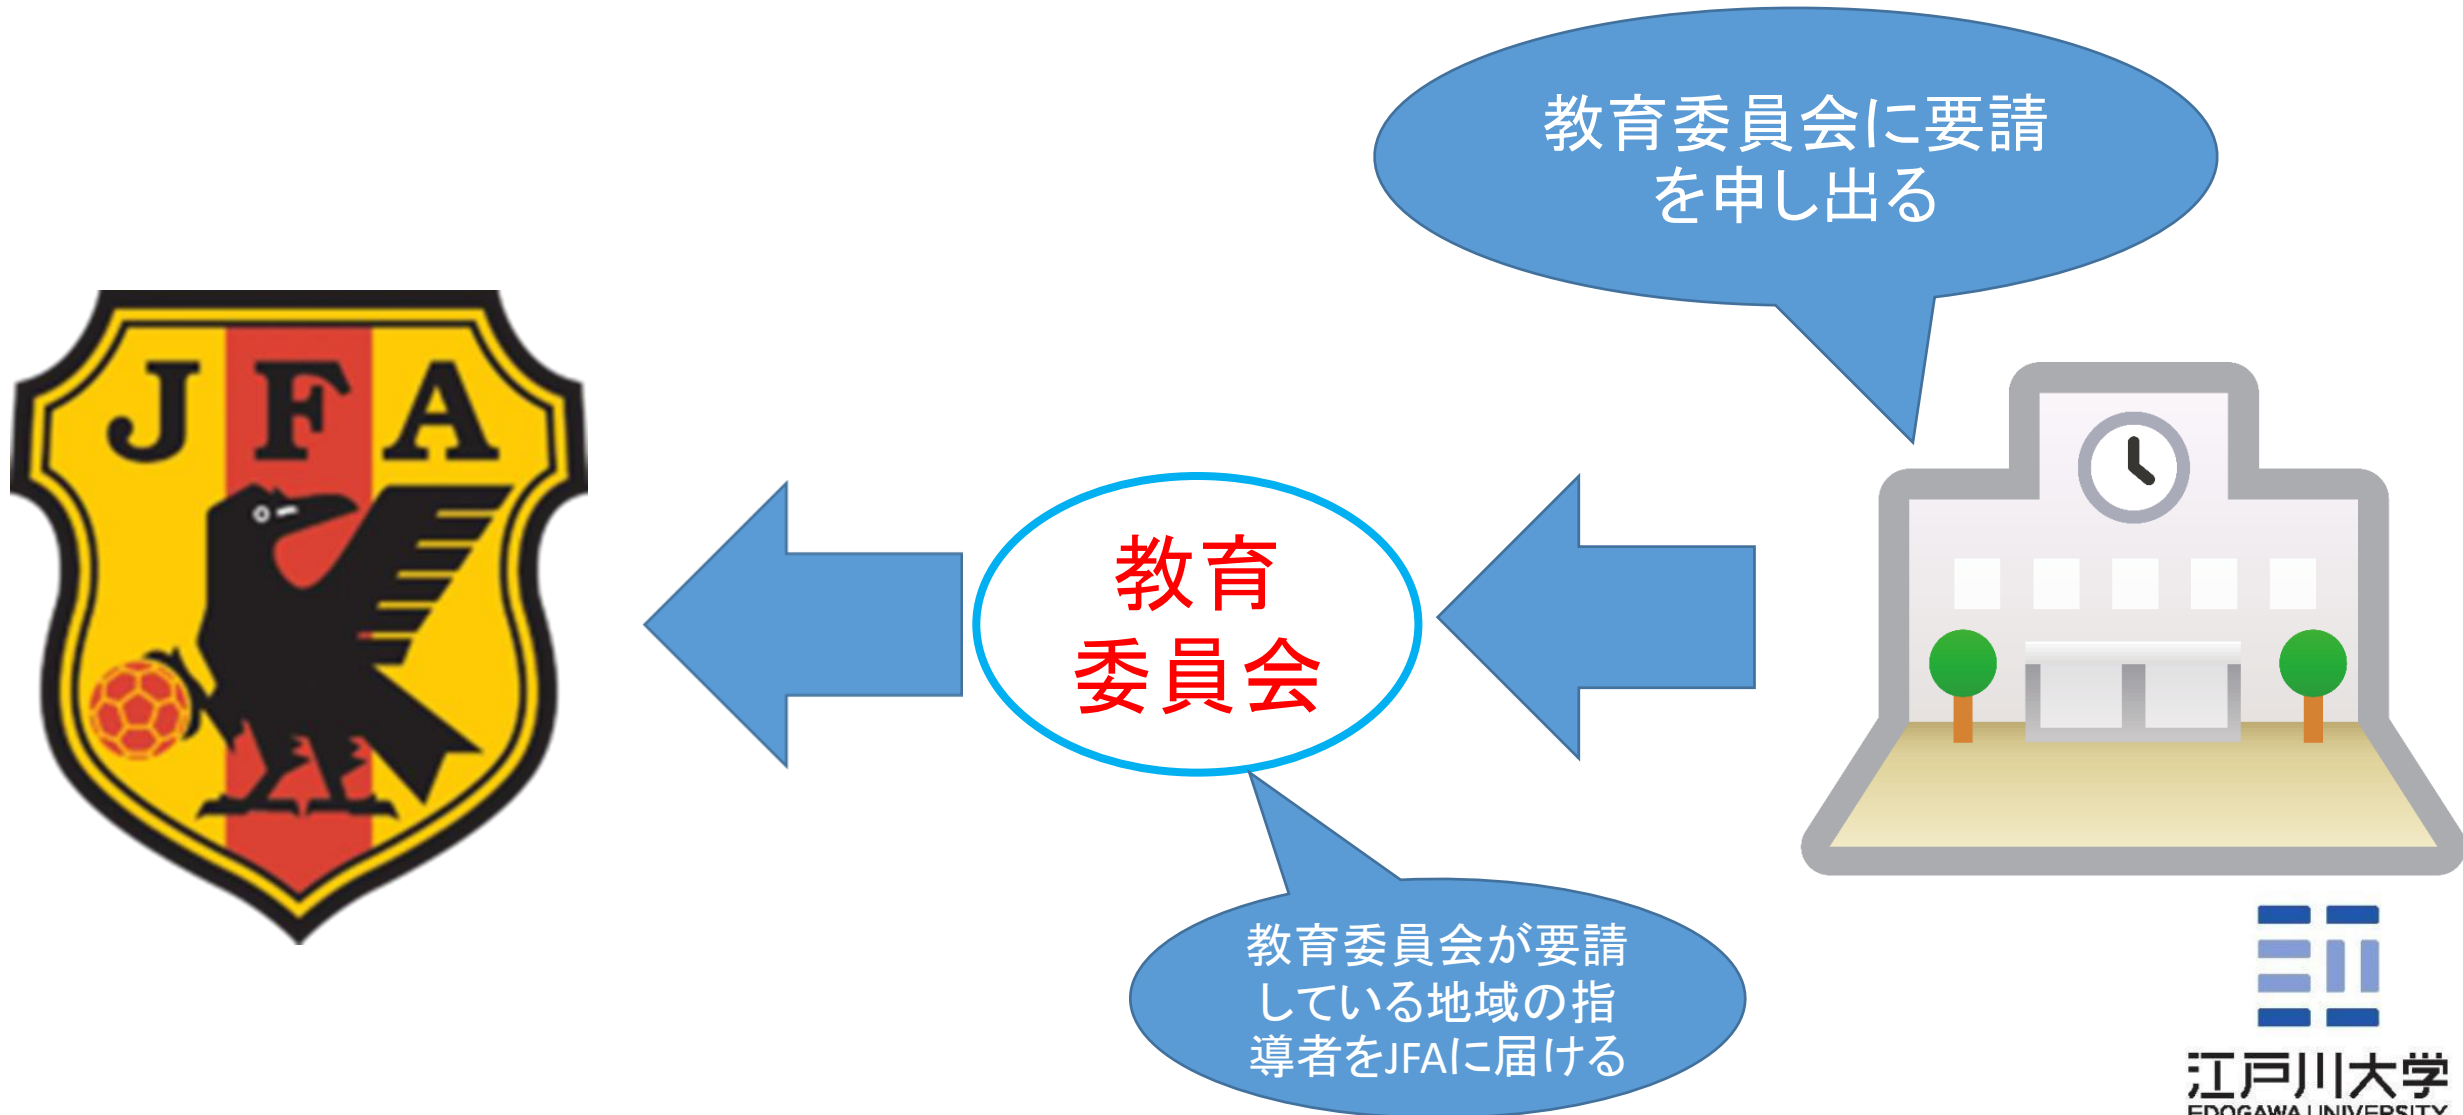 教育委員会に要請
を申し出る
JFA
教育
委員会
教育委員会が要請
している地域の指
導者をJFAに届ける
江戸川大学
EDOGAWA UNIVERSITY